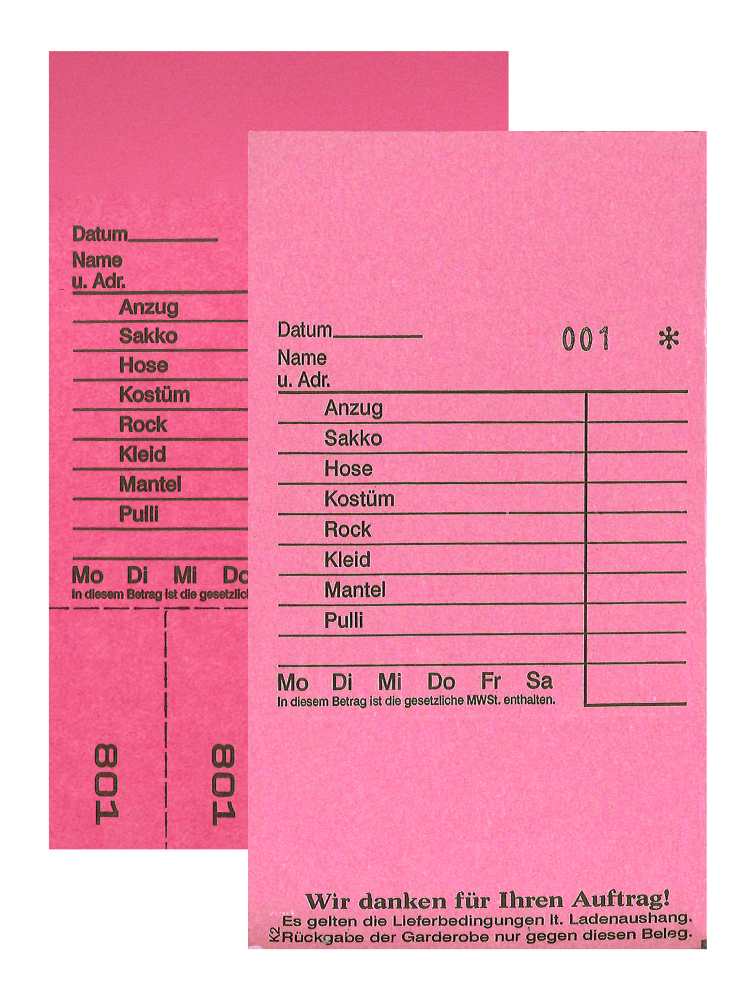 Datum
Name
u. Adr.
Anzug
Sakko
Hose
Kostüm
Rock
Kleid
Mantel
Pulli
Mo Di Mi Do
In diesem Betrag ist die
801 801
Datum 001 *
Name
u. Adr.
Anzug
Sakko
Hose
Kostüm
Rock
Kleid
Mantel
Pulli
Mo Di Mi Do Fr Sa
In diesem Betrag ist die gesetzliche MWSt. enthalten.
Wir danken für Ihren Auftrag!
Es gelten die Lieferbedingungen lt. Ladenaushang.
K2 Rückgabe der Garderobe nur gegen diesen Beleg.